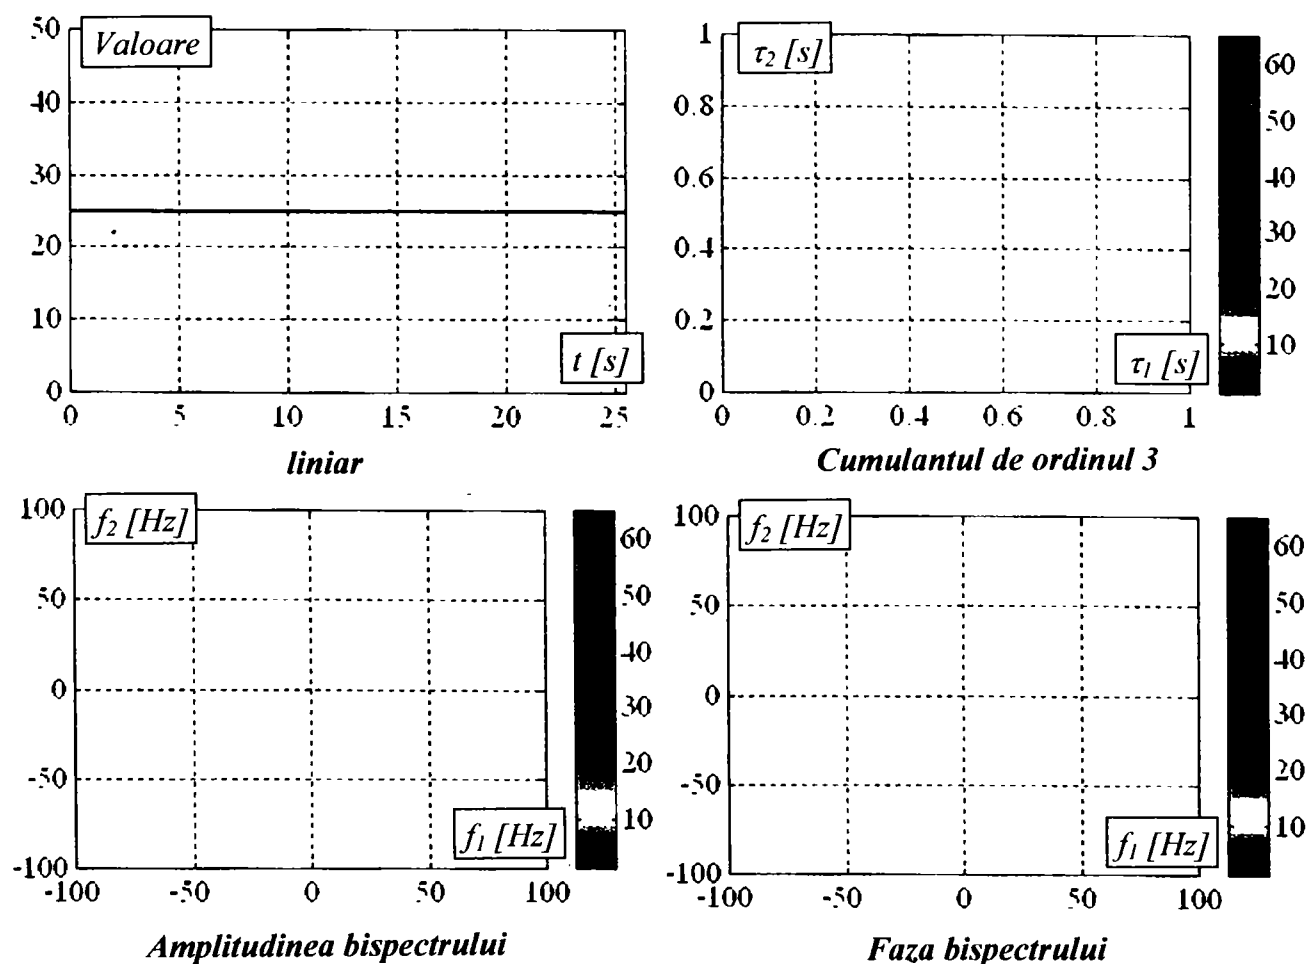 50
Valoare
40
30
20
10
0
t [s]
0 5 10 15 20 25
liniar
1
τ2 [s]
0.8
0.6
0.4
0.2
0
τ1 [s]
0 0.2 0.4 0.6 0.8 1
60
50
40
30
20
10
Cumulantul de ordinul 3
100
f2 [Hz]
50
0
-50
-100
f1 [Hz]
-100 -50 0 50 100
60
50
40
30
20
10
Amplitudinea bispectrului
100
f2 [Hz]
50
0
-50
-100
f1 [Hz]
-100 -50 0 50 100
60
50
40
30
20
10
Faza bispectrului